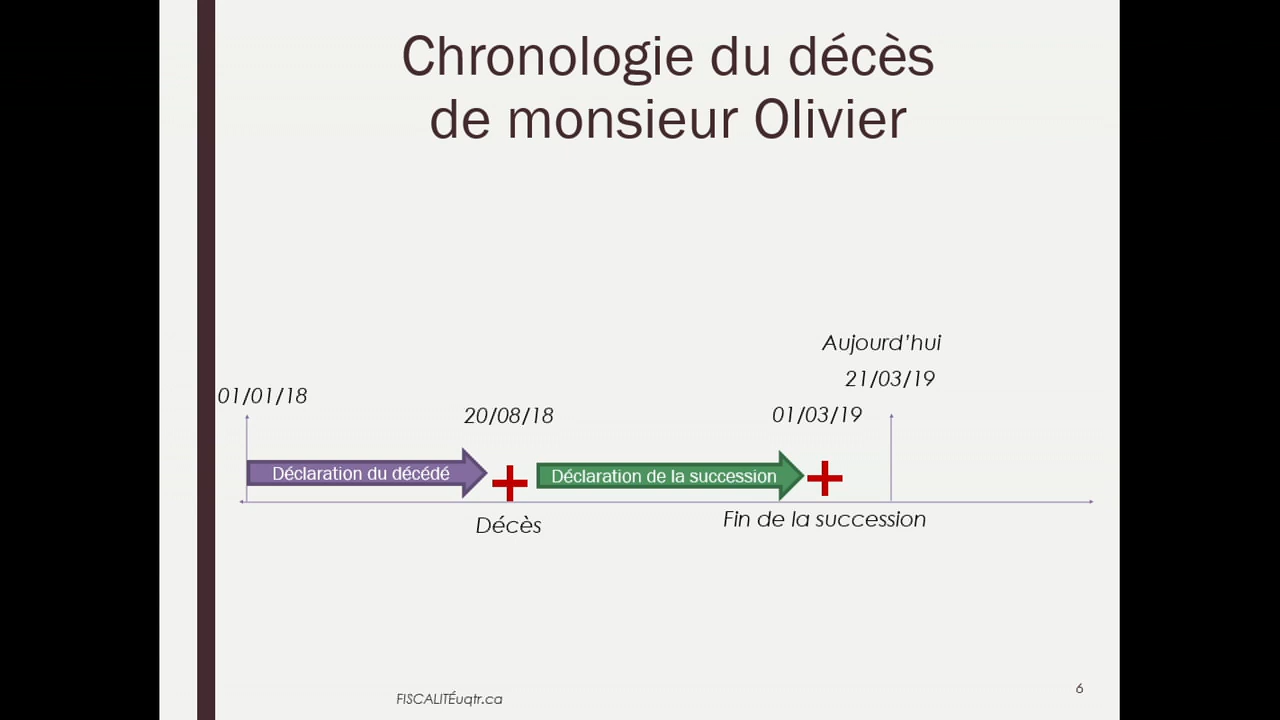 Chronologie du décès
de monsieur Olivier
Aujourd’hui
21/03/19
01/01/18
20/08/18
01/03/19
Déclaration du décédé
Déclaration de la succession
Décès
Fin de la succession
FISCALITÉuqtr.ca
6